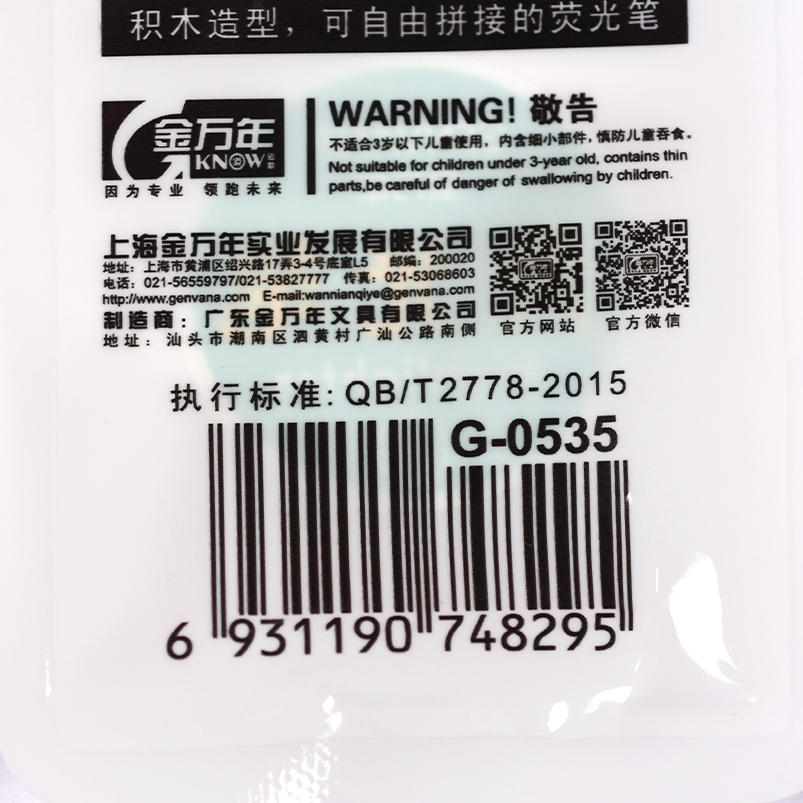 积木造型，可自由拼接的荧光笔
金万年
KNOW
因为专业 领跑未来
WARNING! 敬告
不适合3岁以下儿童使用，内含细小部件，慎防儿童吞食。
Not suitable for children under 3-year old, contains thin
parts,be careful of danger of swallowing by children.
上海金万年实业发展有限公司
地址：上海市黄浦区绍兴路17弄3-4号底室L5 邮编：200020
电话：021-56559797/021-53827777 传真：021-53068603
http://www.genvana.com E-mail:wannianqiye@genvana.com
制造商：广东金万年文具有限公司
地址：汕头市潮南区泗黄村广汕公路南侧
官方网站
官方微信
执行标准：QB/T2778-2015
G-0535
6 931190 748295